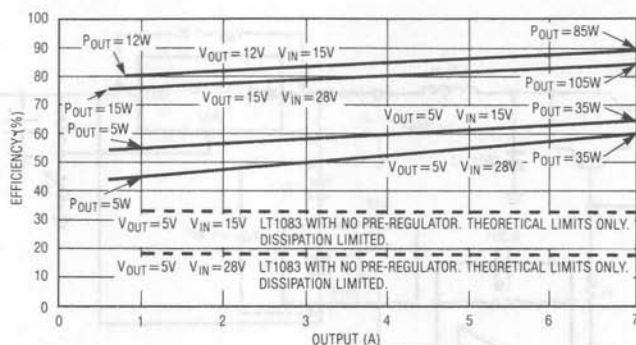 100
90
80
70
60
50
40
30
20
10
0
EFFICIENCY (%)
POUT=12W
VOUT=12V VIN=15V
POUT=85W
POUT=15W
VOUT=15V VIN=28V
POUT=105W
POUT=5W
VOUT=5V VIN=15V
POUT=35W
VOUT=5V VIN=28V
POUT=35W
POUT=5W
VOUT=5V VIN=15V LT1083 WITH NO PRE-REGULATOR. THEORETICAL LIMITS ONLY.
DISSIPATION LIMITED.
VOUT=5V VIN=28V LT1083 WITH NO PRE-REGULATOR. THEORETICAL LIMITS ONLY.
DISSIPATION LIMITED.
0 1 2 3 4 5 6 7
OUTPUT (A)